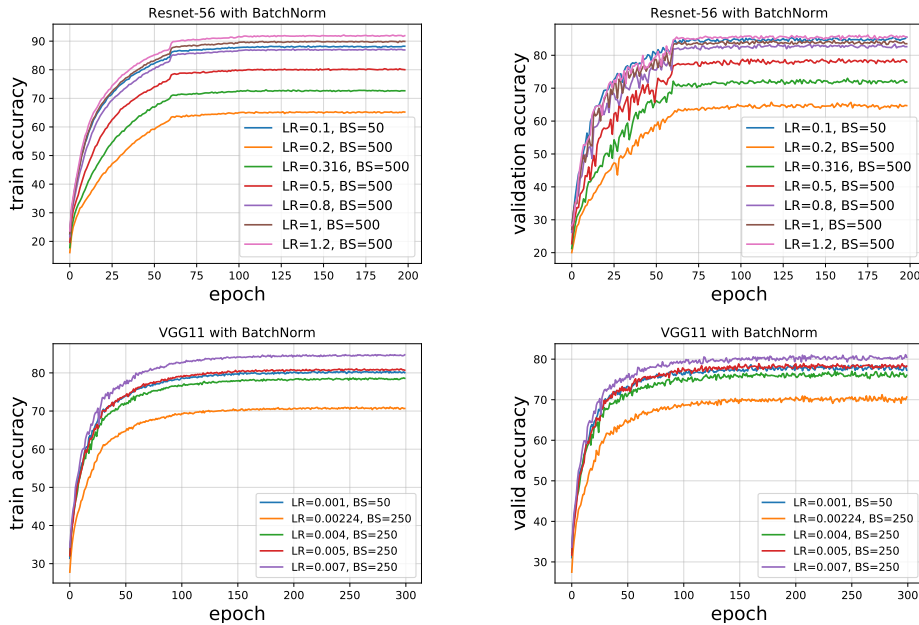 Resnet-56 with BatchNorm
train accuracy
90
80
70
60
50
40
30
20
0
25
50
75
100
125
150
175
200
epoch
LR=0.1, BS=50
LR=0.2, BS=500
LR=0.316, BS=500
LR=0.5, BS=500
LR=0.8, BS=500
LR=1, BS=500
LR=1.2, BS=500
Resnet-56 with BatchNorm
validation accuracy
80
70
60
50
40
30
20
0
25
50
75
100
125
150
175
200
epoch
LR=0.1, BS=50
LR=0.2, BS=500
LR=0.316, BS=500
LR=0.5, BS=500
LR=0.8, BS=500
LR=1, BS=500
LR=1.2, BS=500
VGG11 with BatchNorm
train accuracy
80
70
60
50
40
30
0
50
100
150
200
250
300
epoch
LR=0.001, BS=50
LR=0.00224, BS=250
LR=0.004, BS=250
LR=0.005, BS=250
LR=0.007, BS=250
VGG11 with BatchNorm
valid accuracy
80
70
60
50
40
30
0
50
100
150
200
250
300
epoch
LR=0.001, BS=50
LR=0.00224, BS=250
LR=0.004, BS=250
LR=0.005, BS=250
LR=0.007, BS=250